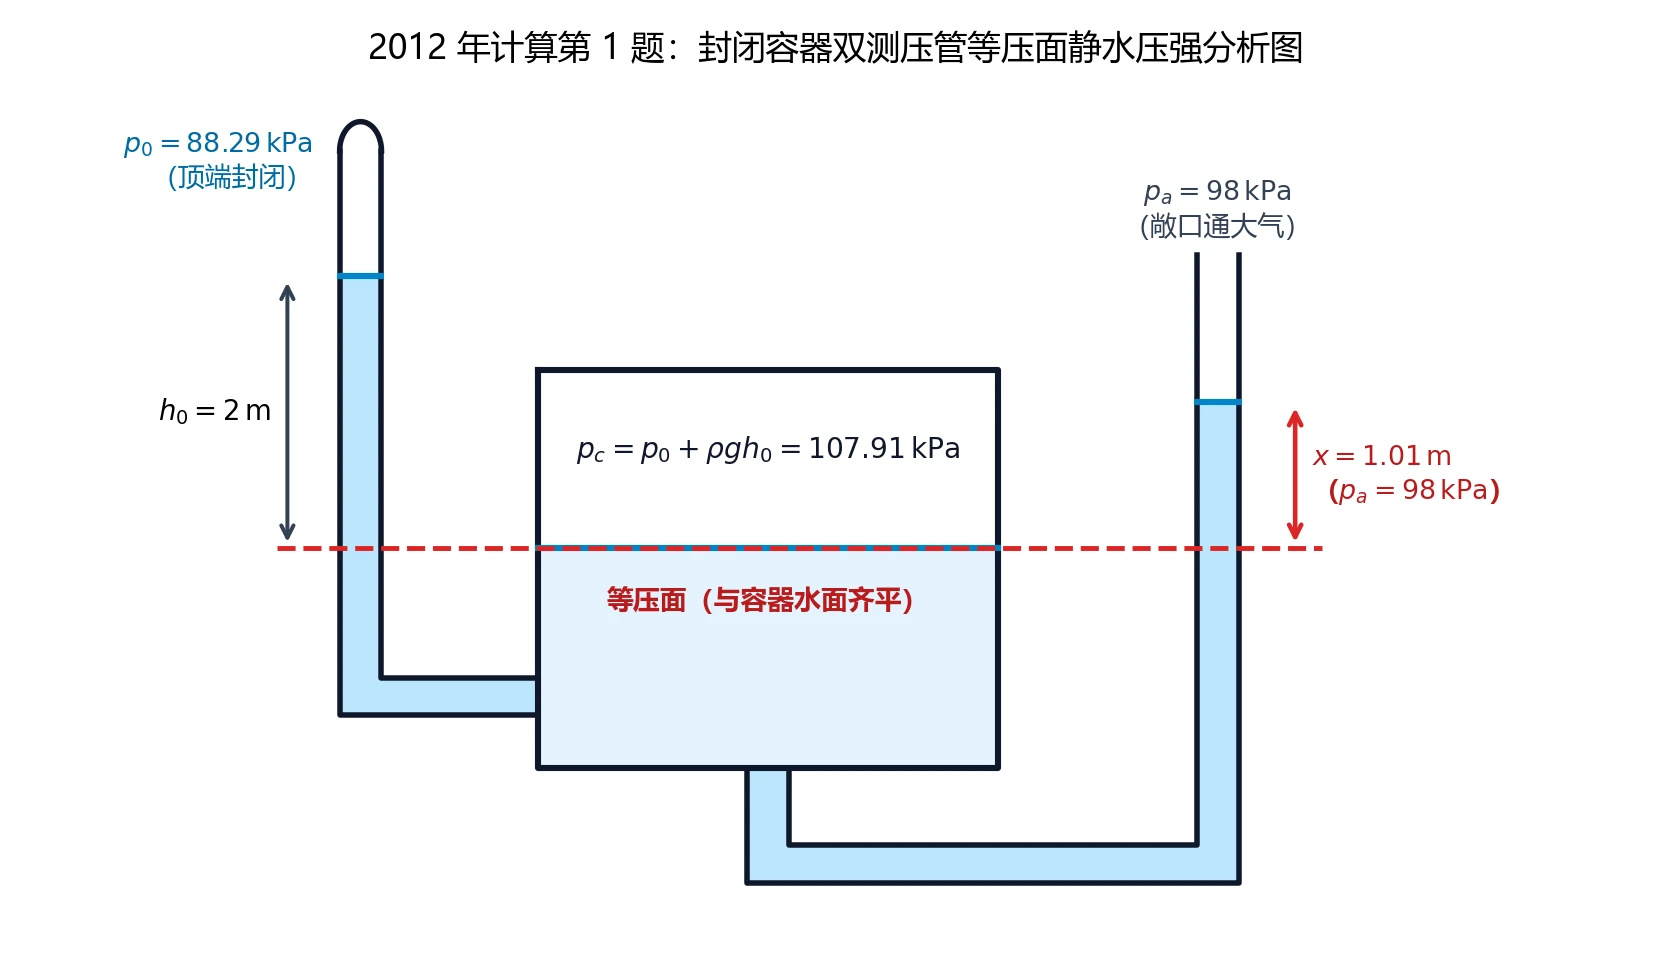 2012 年计算第 1 题：封闭容器双测压管等压面静水压强分析图
p₀ = 88.29 kPa
(顶端封闭)
pₐ = 98 kPa
(敞口通大气)
h₀ = 2 m
p_c = p₀ + ρgh₀ = 107.91 kPa
x = 1.01 m
(pₐ = 98 kPa)
等压面（与容器水面齐平）